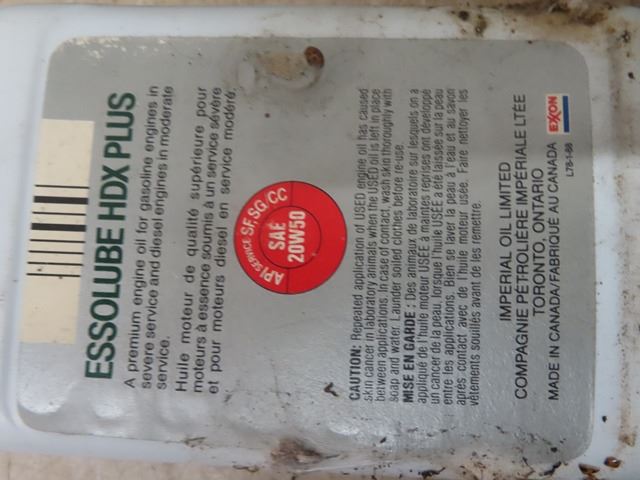 ESSOLUBE HDX PLUS
A premium engine oil for gasoline engines in
severe service and diesel engines in moderate
service.
Huile moteur de qualité supérieure pour
moteurs à essence soumis à un service sévère
et pour moteurs diesel en service modéré.
API SERVICE SF, SG/CC
SAE
20W50
CAUTION: Repeated application of USED engine oil has caused
skin cancer in laboratory animals when the USED oil is left in place
between applications. In case of contact, wash skin thoroughly with
soap and water. Launder soiled clothes before re-use.
MISE EN GARDE : Des animaux de laboratoire sur lesquels on a
appliqué de l'huile moteur USÉE à maintes reprises ont développé
un cancer de la peau, lorsque l'huile USÉE a été laissée sur la peau
entre les applications. Bien se laver la peau à l'eau et au savon
après contact avec de l'huile moteur usée. Faire nettoyer les
vêtements souillés avant de les remettre.
IMPERIAL OIL LIMITED
COMPAGNIE PÉTROLIÈRE IMPÉRIALE LTÉE
TORONTO, ONTARIO
MADE IN CANADA/FABRIQUÉ AU CANADA
EXXON
L78-1-88